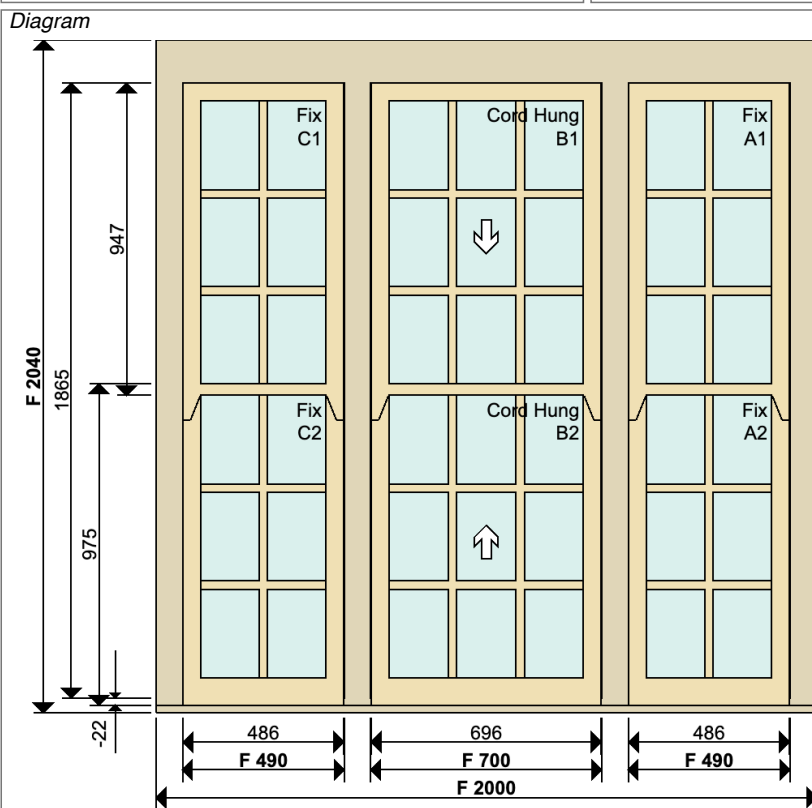 Diagram
Fix
C1
Cord Hung
B1
Fix
A1
947
F 2040
1865
Fix
C2
Cord Hung
B2
Fix
A2
975
-22
486
696
486
F 490
F 700
F 490
F 2000